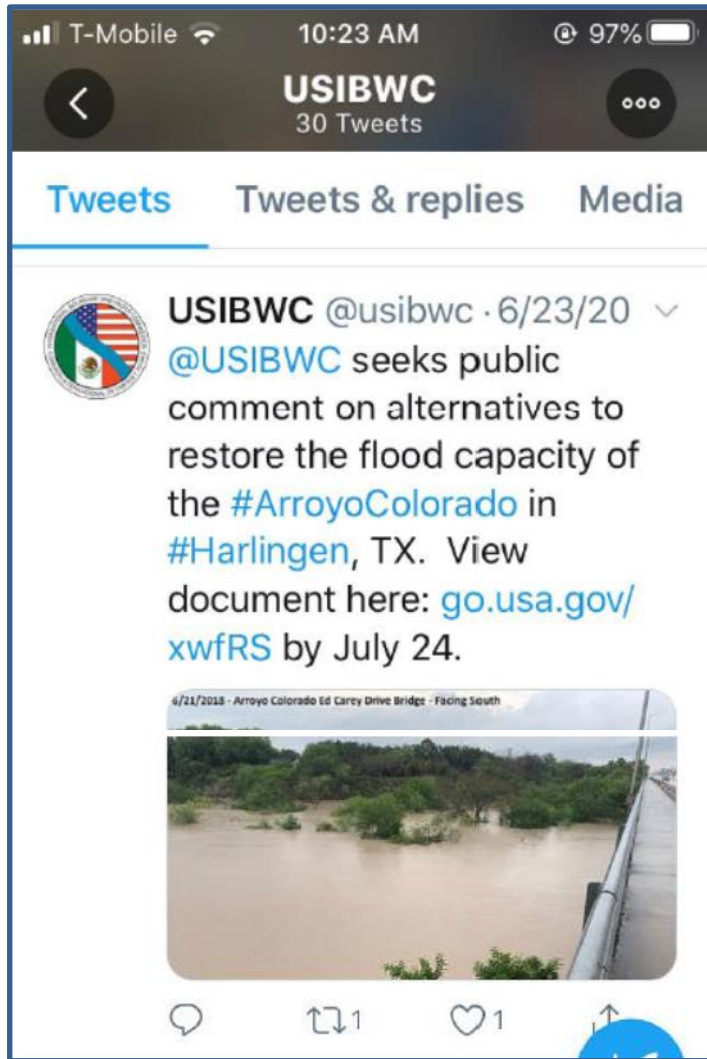 T-Mobile 10:23 AM 97%
USIBWC
30 Tweets
Tweets Tweets & replies Media
USIBWC @usibwc · 6/23/20
@USIBWC seeks public
comment on alternatives to
restore the flood capacity of
the #ArroyoColorado in
#Harlingen, TX. View
document here: go.usa.gov/
xwfRS by July 24.
6/21/2018 - Arroyo Colorado Ed Carey Drive Bridge - Facing South
1 1